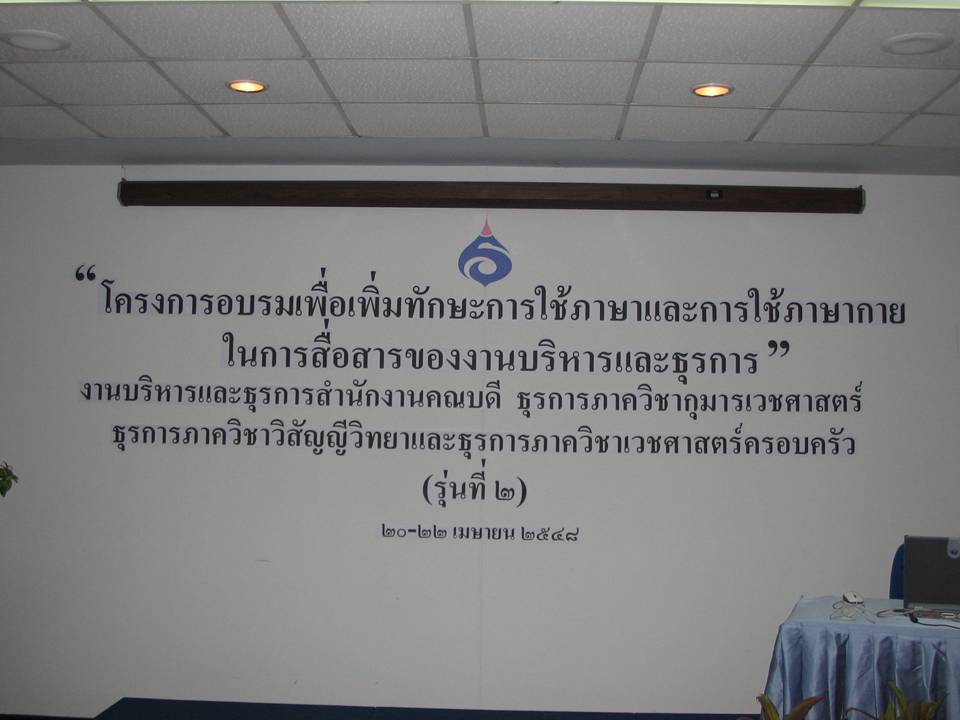 “โครงการอบรมเพื่อเพิ่มทักษะการใช้ภาษาและการใช้ภาษากาย
ในการสื่อสารของงานบริหารและธุรการ”
งานบริหารและธุรการสำนักงานคณบดี ธุรการภาควิชากุมารเวชศาสตร์
ธุรการภาควิชาวิสัญญีวิทยาและธุรการภาควิชาเวชศาสตร์ครอบครัว
(รุ่นที่ ๒)
๒๐-๒๒ เมษายน ๒๕๔๘